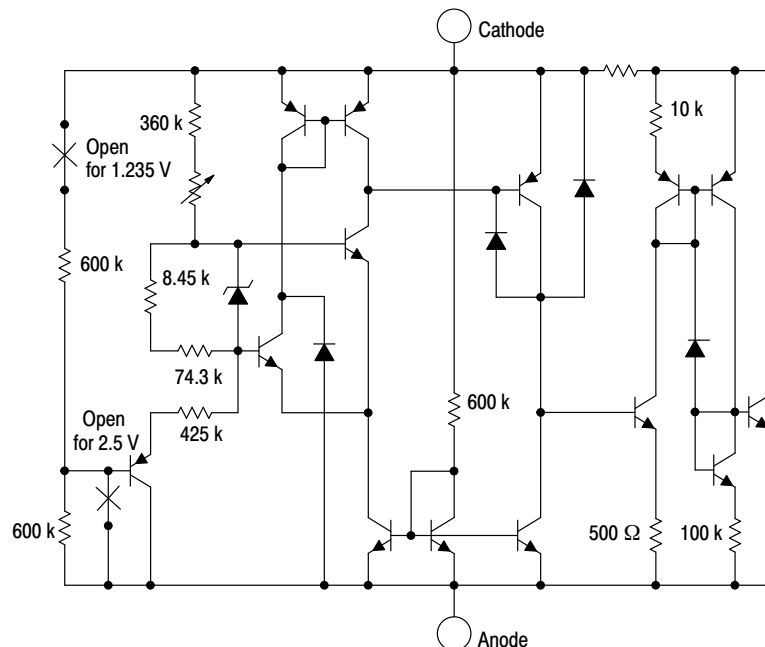 Cathode
360 k
10 k
Open
for 1.235 V
600 k
8.45 k
74.3 k
600 k
425 k
Open
for 2.5 V
600 k
500 Ω
100 k
Anode